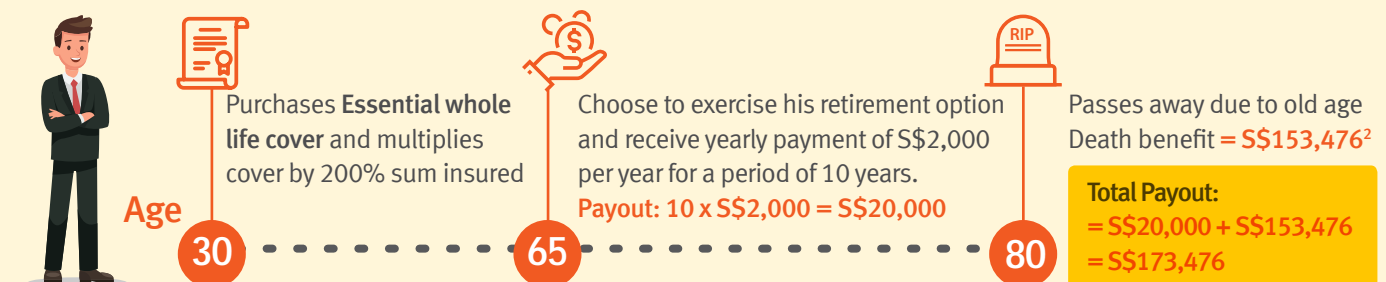 Purchases Essential whole
life cover and multiplies
cover by 200% sum insured
Choose to exercise his retirement option
and receive yearly payment of S$2,000
per year for a period of 10 years.
Payout: 10 x S$2,000 = S$20,000
RIP
Passes away due to old age
Death benefit = S$153,476²
Total Payout:
= S$20,000 + S$153,476
= S$173,476
Age
30
65
80